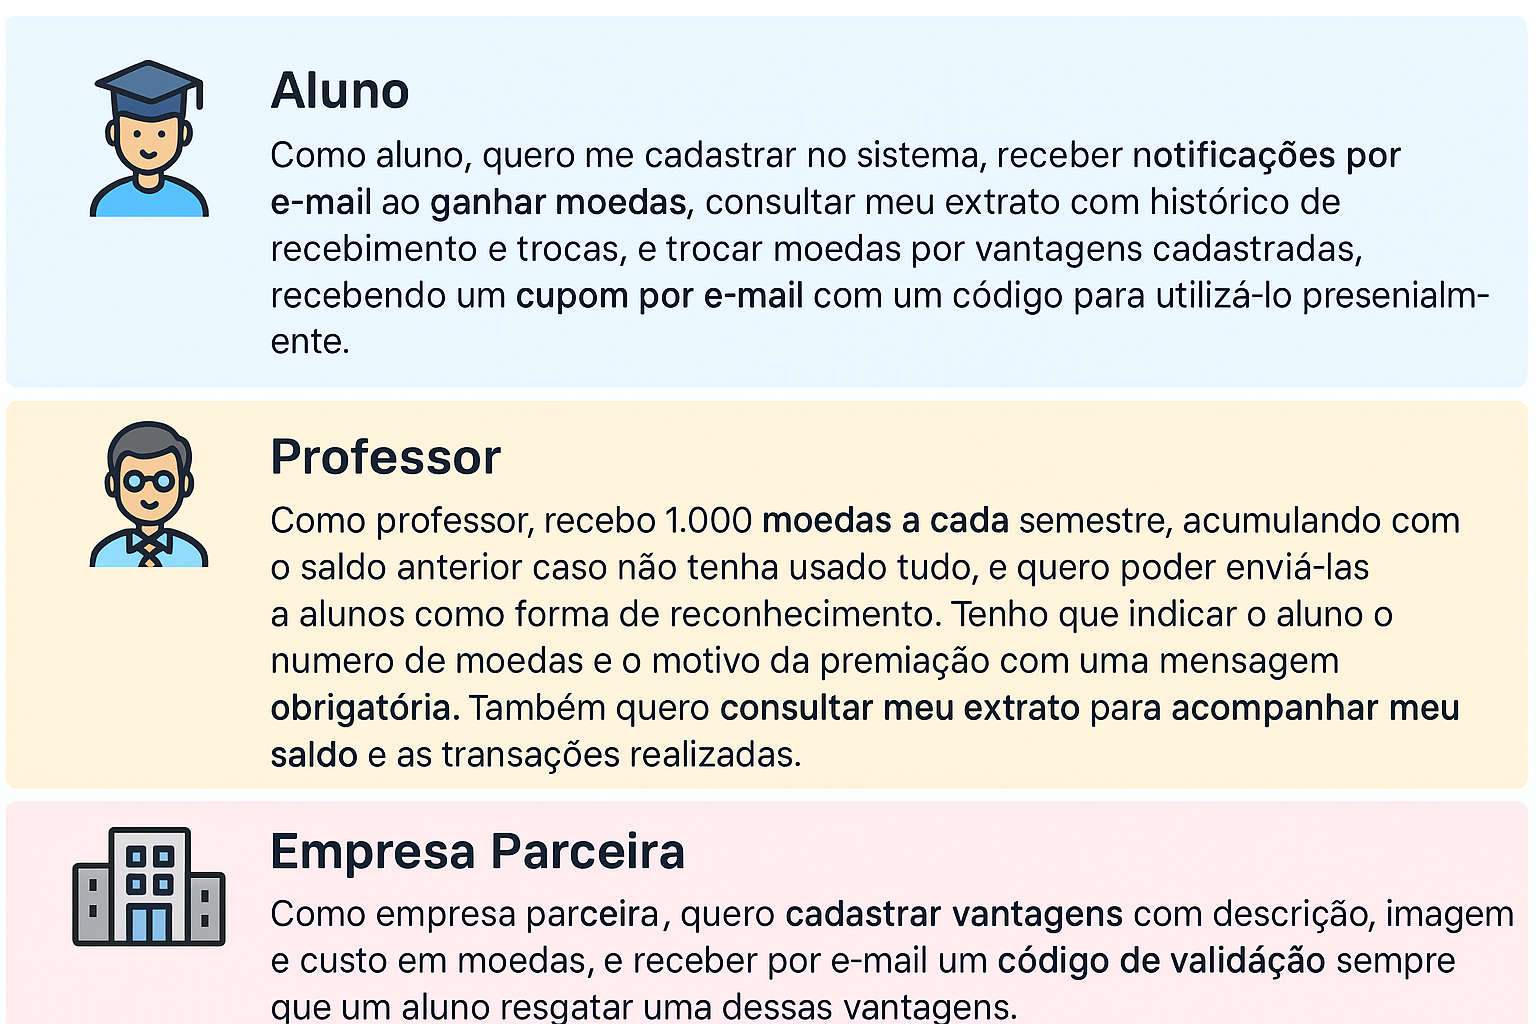 Aluno
Como aluno, quero me cadastrar no sistema, receber notificações por
e-mail ao ganhar moedas, consultar meu extrato com histórico de
recebimento e trocas, e trocar moedas por vantagens cadastradas,
recebendo um cupom por e-mail com um código para utilizá-lo presenialm-
ente.
Professor
Como professor, recebo 1.000 moedas a cada semestre, acumulando com
o saldo anterior caso não tenha usado tudo, e quero poder enviá-las
a alunos como forma de reconhecimento. Tenho que indicar o aluno o
numero de moedas e o motivo da premiação com uma mensagem
obrigatória. Também quero consultar meu extrato para acompanhar meu
saldo e as transações realizadas.
Empresa Parceira
Como empresa parceira, quero cadastrar vantagens com descrição, imagem
e custo em moedas, e receber por e-mail um código de validáção sempre
que um aluno resgatar uma dessas vantagens.